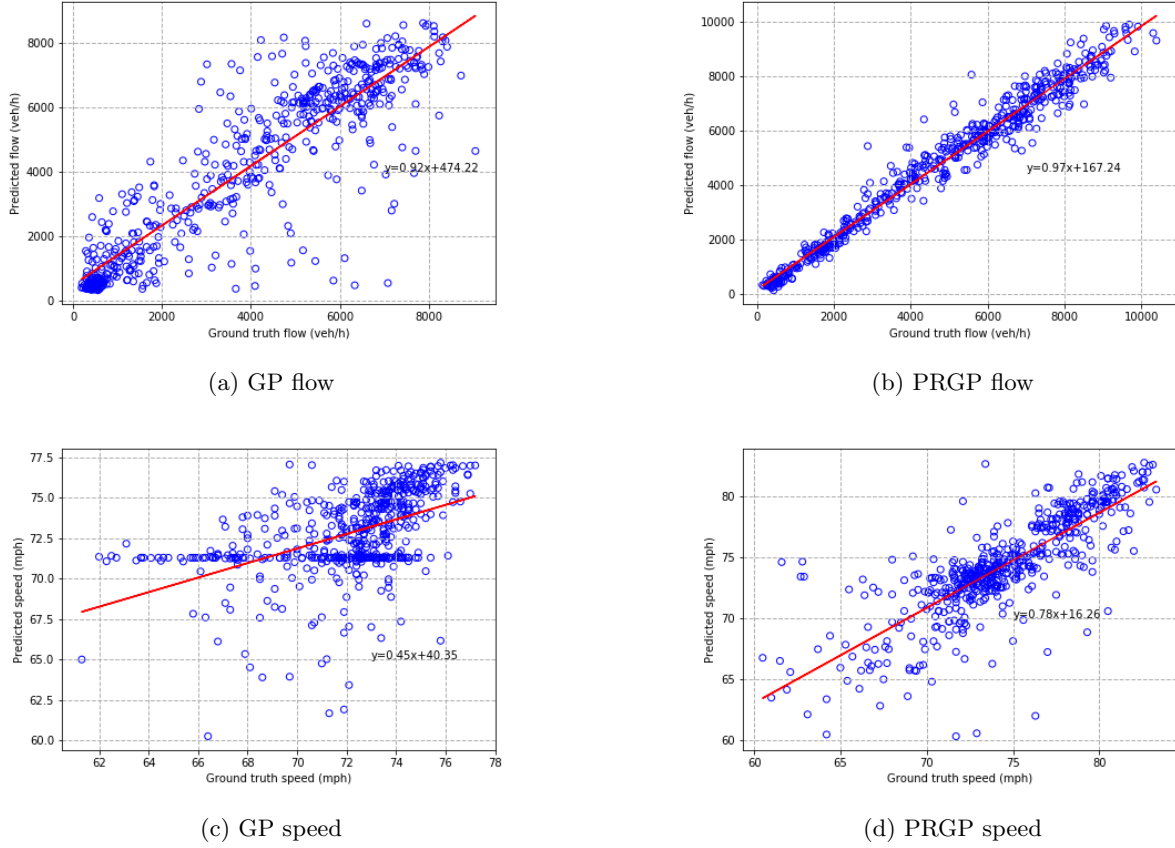 8000
6000
4000
2000
0
Predicted flow (veh/h)
y=0.92x+474.22
0 2000 4000 6000 8000
Ground truth flow (veh/h)
(a) GP flow
10000
8000
6000
4000
2000
0
Predicted flow (veh/h)
y=0.97x+167.24
0 2000 4000 6000 8000 10000
Ground truth flow (veh/h)
(b) PRGP flow
77.5
75.0
72.5
70.0
67.5
65.0
62.5
60.0
Predicted speed (mph)
y=0.45x+40.35
62 64 66 68 70 72 74 76 78
Ground truth speed (mph)
(c) GP speed
80
75
70
65
60
Predicted speed (mph)
y=0.78x+16.26
60 65 70 75 80
Ground truth speed (mph)
(d) PRGP speed